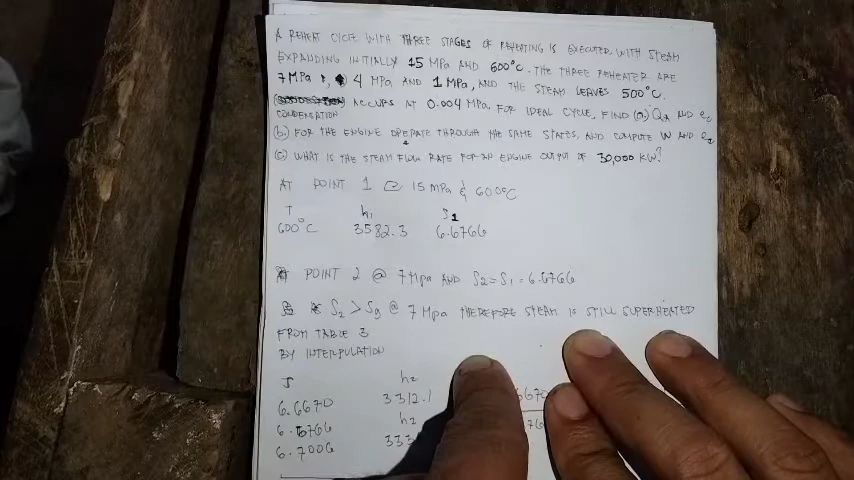 A REHEAT CYCLE WITH THREE STAGES OF REHEATING IS EXECUTED WITH STEAM
EXPANDING INITIALLY 15 MPa AND 600°C. THE THREE REHEATER ARE
7 MPa, 4 MPa AND 1 MPa, AND THE STEAM LEAVES 500°C.
ACCURS AT 0.004 MPa. FOR IDEAL CYCLE, FIND (a) QA AND ec
CONDENSATION
(b) FOR THE ENGINE OPERATE THROUGH THE SAME STATES, AND COMPUTE W AND
(c) WHAT IS THE STEAM FLOW RATE FOR AN ENGINE OUTPUT OF 30,000 KW?
AT POINT 1 @ 15 MPa & 600°C
T h1 S1
600°C 3582.3 6.6766
POINT 2 @ 7 Mpa AND S2=S1=6.6766
S2>Sg @ 7 Mpa THEREFORE STEAM IS STILL SUPERHEATED
FROM TABLE 3
BY INTERPULATION
S h2
6.6670 3312.1
6.6766 h2
6.7006 333